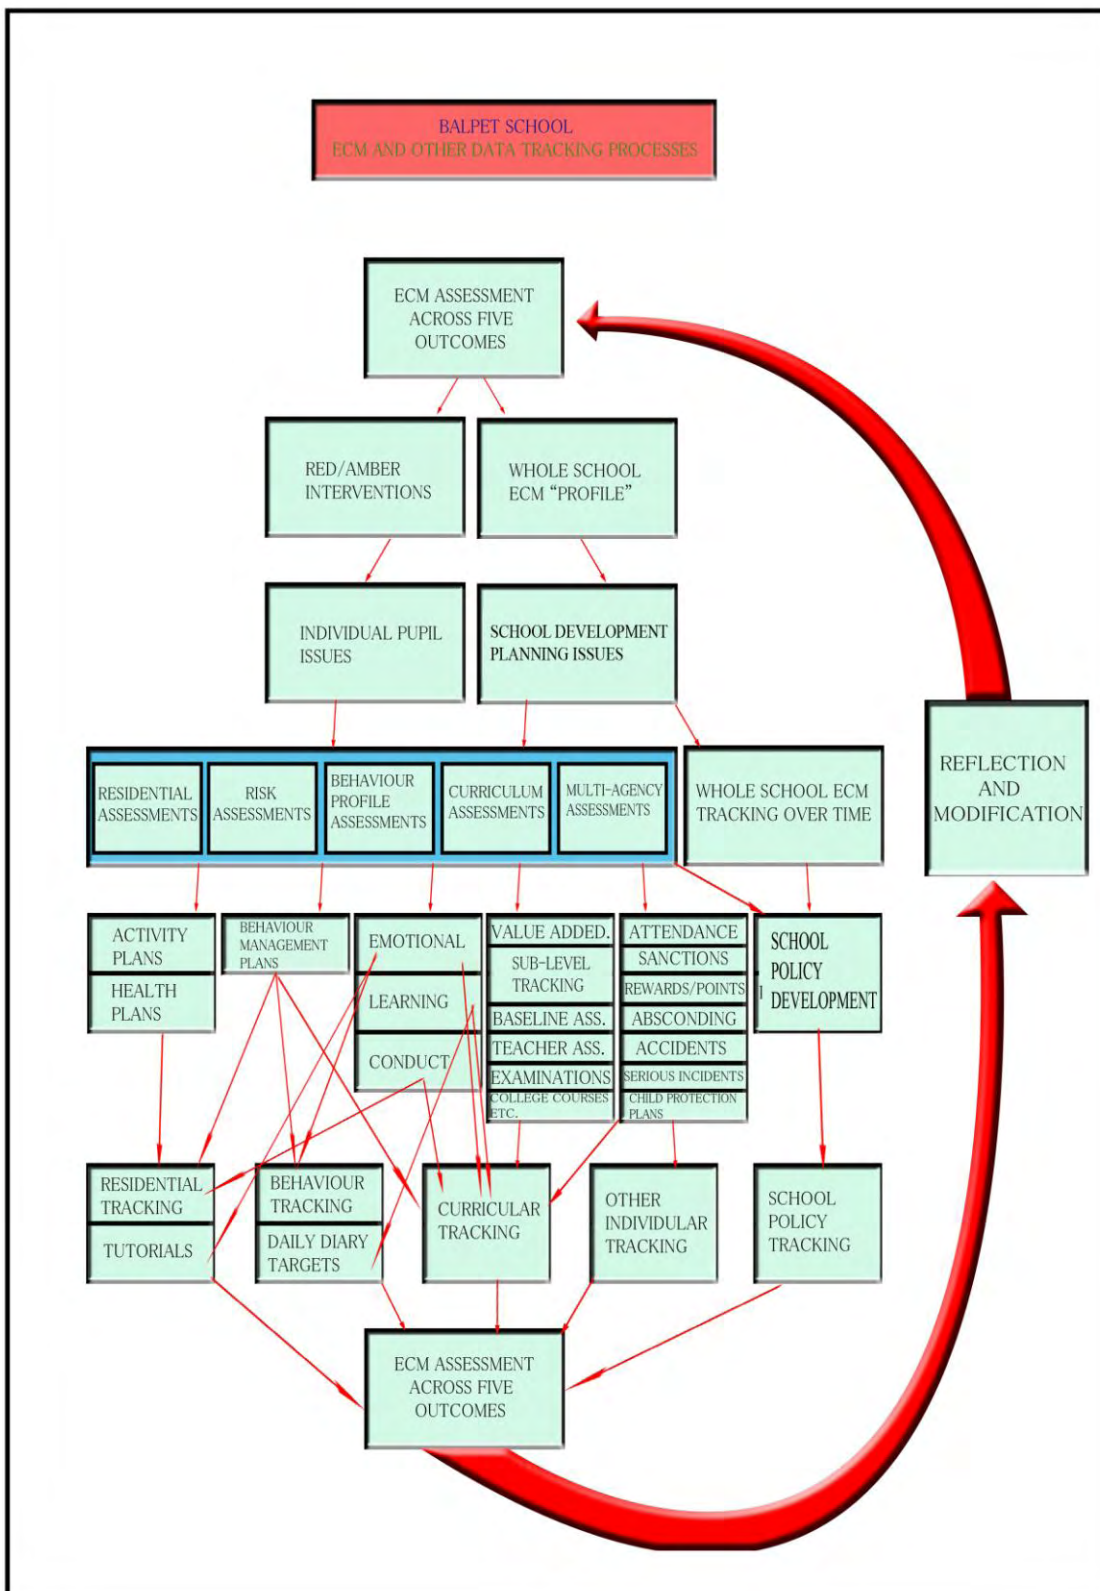 BALPET SCHOOL
ECM AND OTHER DATA TRACKING PROCESSES
ECM ASSESSMENT
ACROSS FIVE
OUTCOMES
RED/AMBER
INTERVENTIONS
WHOLE SCHOOL
ECM “PROFILE”
INDIVIDUAL PUPIL
ISSUES
SCHOOL DEVELOPMENT
PLANNING ISSUES
RESIDENTIAL
ASSESSMENTS
RISK
ASSESSMENTS
BEHAVIOUR
PROFILE
ASSESSMENTS
CURRICULUM
ASSESSMENTS
MULTI-AGENCY
ASSESSMENTS
WHOLE SCHOOL ECM
TRACKING OVER TIME
REFLECTION
AND
MODIFICATION
ACTIVITY
PLANS
HEALTH
PLANS
BEHAVIOUR
MANAGEMENT
PLANS
EMOTIONAL
LEARNING
CONDUCT
VALUE ADDED.
SUB-LEVEL
TRACKING
BASELINE ASS.
TEACHER ASS.
EXAMINATIONS
COLLEGE COURSES
ETC.
ATTENDANCE
SANCTIONS
REWARDS/POINTS
ABSCONDING
ACCIDENTS
SERIOUS INCIDENTS
CHILD PROTECTION
PLANS
SCHOOL
POLICY
DEVELOPMENT
RESIDENTIAL
TRACKING
TUTORIALS
BEHAVIOUR
TRACKING
DAILY DIARY
TARGETS
CURRICULAR
TRACKING
OTHER
INDIVIDULAR
TRACKING
SCHOOL
POLICY
TRACKING
ECM ASSESSMENT
ACROSS FIVE
OUTCOMES